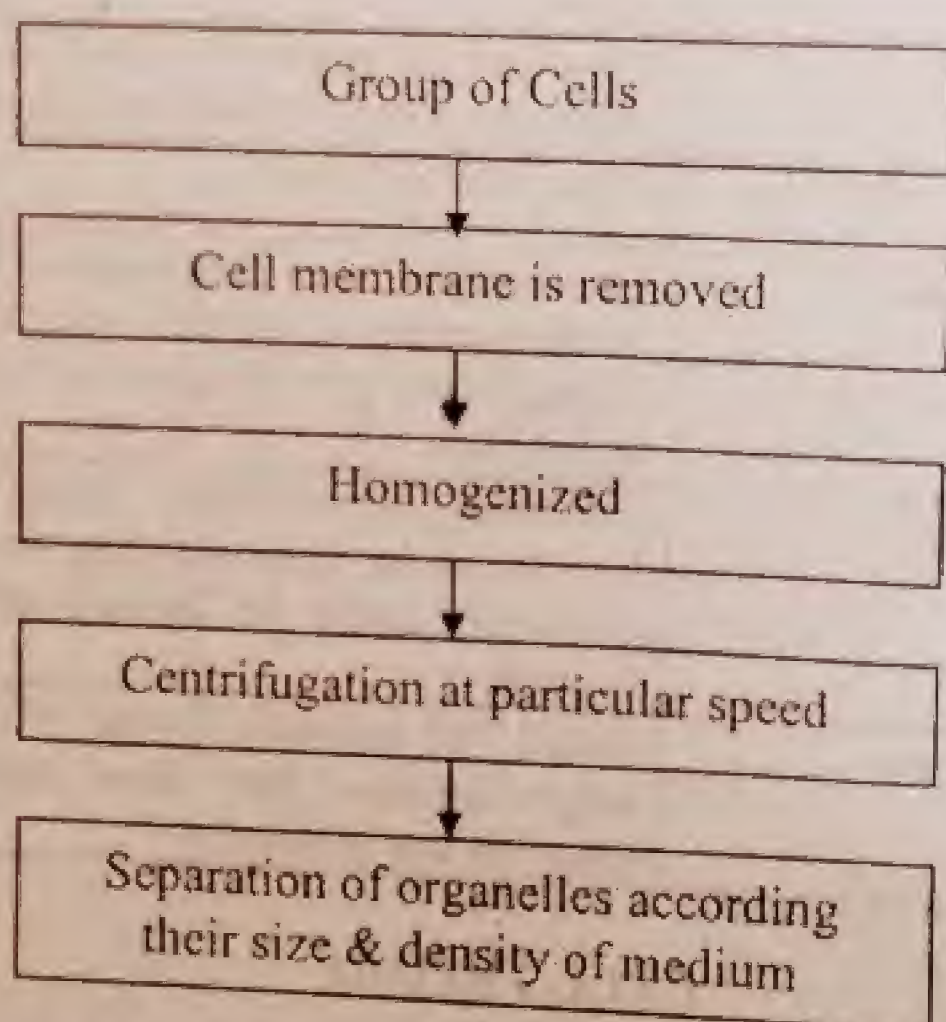 Group of Cells
Cell membrane is removed
Homogenized
Centrifugation at particular speed
Separation of organelles according
their size & density of medium